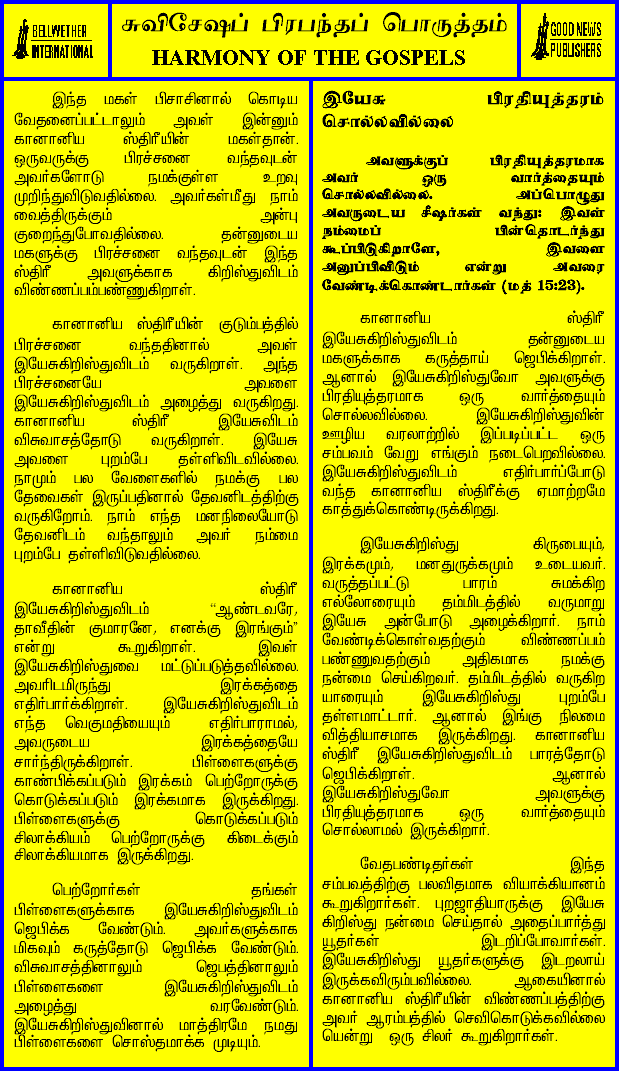 BELLWETHER
INTERNATIONAL
சுவிசேஷப் பிரபந்தப் பொருத்தம்
HARMONY OF THE GOSPELS
GOOD NEWS
PUBLISHERS
இந்த மகள் பிசாசினால் கொடிய
வேதனைப்பட்டாலும் அவள் இன்னும்
கானானிய ஸ்திரீயின் மகள்தான்.
ஒருவருக்கு பிரச்சனை வந்தவுடன்
அவர்களோடு நமக்குள்ள உறவு
முறிந்துவிடுவதில்லை. அவர்கள்மீது நாம்
வைத்திருக்கும் அன்பு
குறைந்துபோவதில்லை. தன்னுடைய
மகளுக்கு பிரச்சனை வந்தவுடன் இந்த
ஸ்திரீ அவளுக்காக கிறிஸ்துவிடம்
விண்ணப்பம்பண்ணுகிறாள்.
கானானிய ஸ்திரீயின் குடும்பத்தில்
பிரச்சனை வந்ததினால் அவள்
இயேசுகிறிஸ்துவிடம் வருகிறாள். அந்த
பிரச்சனையே அவளை
இயேசுகிறிஸ்துவிடம் அழைத்து வருகிறது.
கானானிய ஸ்திரீ இயேசுவிடம்
விசுவாசத்தோடு வருகிறாள். இயேசு
அவளை புறம்பே தள்ளிவிடவில்லை.
நாமும் பல வேளைகளில் நமக்கு பல
தேவைகள் இருப்பதினால் தேவனிடத்திற்கு
வருகிறோம். நாம் எந்த மனநிலையோடு
தேவனிடம் வந்தாலும் அவர் நம்மை
புறம்பே தள்ளிவிடுவதில்லை.
கானானிய ஸ்திரீ
இயேசுகிறிஸ்துவிடம் “ஆண்டவரே,
தாவீதின் குமாரனே, எனக்கு இரங்கும்”
என்று கூறுகிறாள். இவள்
இயேசுகிறிஸ்துவை மட்டுப்படுத்தவில்லை.
அவரிடமிருந்து இரக்கத்தை
எதிர்பார்க்கிறாள். இயேசுகிறிஸ்துவிடம்
எந்த வெகுமதியையும் எதிர்பாராமல்,
அவருடைய இரக்கத்தையே
சார்ந்திருக்கிறாள். பிள்ளைகளுக்கு
காண்பிக்கப்படும் இரக்கம் பெற்றோருக்கு
கொடுக்கப்படும் இரக்கமாக இருக்கிறது.
பிள்ளைகளுக்கு கொடுக்கப்படும்
சிலாக்கியம் பெற்றோருக்கு கிடைக்கும்
சிலாக்கியமாக இருக்கிறது.
பெற்றோர்கள் தங்கள்
பிள்ளைகளுக்காக இயேசுகிறிஸ்துவிடம்
ஜெபிக்க வேண்டும். அவர்களுக்காக
மிகவும் கருத்தோடு ஜெபிக்க வேண்டும்.
விசுவாசத்தினாலும் ஜெபத்தினாலும்
பிள்ளைகளை இயேசுகிறிஸ்துவிடம்
அழைத்து வரவேண்டும்.
இயேசுகிறிஸ்துவினால் மாத்திரமே நமது
பிள்ளைகளை சொஸ்தமாக்க முடியும்.
இயேசு பிரதியுத்தரம்
சொல்லவில்லை
அவளுக்குப் பிரதியுத்தரமாக
அவர் ஒரு வார்த்தையும்
சொல்லவில்லை. அப்பொழுது
அவருடைய சீஷர்கள் வந்து: இவள்
நம்மைப் பின்தொடர்ந்து
கூப்பிடுகிறாளே, இவளை
அனுப்பிவிடும் என்று அவரை
வேண்டிக்கொண்டார்கள் (மத் 15:23).
கானானிய ஸ்திரீ
இயேசுகிறிஸ்துவிடம் தன்னுடைய
மகளுக்காக கருத்தாய் ஜெபிக்கிறாள்.
ஆனால் இயேசுகிறிஸ்துவோ அவளுக்கு
பிரதியுத்தரமாக ஒரு வார்த்தையும்
சொல்லவில்லை. இயேசுகிறிஸ்துவின்
ஊழிய வரலாற்றில் இப்படிப்பட்ட ஒரு
சம்பவம் வேறு எங்கும் நடைபெறவில்லை.
இயேசுகிறிஸ்துவிடம் எதிர்பார்ப்போடு
வந்த கானானிய ஸ்திரீக்கு ஏமாற்றமே
காத்துக்கொண்டிருக்கிறது.
இயேசுகிறிஸ்து கிருபையும்,
இரக்கமும், மனதுருக்கமும் உடையவர்.
வருத்தப்பட்டு பாரம் சுமக்கிற
எல்லோரையும் தம்மிடத்தில் வருமாறு
இயேசு அன்போடு அழைக்கிறார். நாம்
வேண்டிக்கொள்வதற்கும் விண்ணப்பம்
பண்ணுவதற்கும் அதிகமாக நமக்கு
நன்மை செய்கிறவர். தம்மிடத்தில் வருகிற
யாரையும் இயேசுகிறிஸ்து புறம்பே
தள்ளமாட்டார். ஆனால் இங்கு நிலமை
வித்தியாசமாக இருக்கிறது. கானானிய
ஸ்திரீ இயேசுகிறிஸ்துவிடம் பாரத்தோடு
ஜெபிக்கிறாள். ஆனால்
இயேசுகிறிஸ்துவோ அவளுக்கு
பிரதியுத்தரமாக ஒரு வார்த்தையும்
சொல்லாமல் இருக்கிறார்.
வேதபண்டிதர்கள் இந்த
சம்பவத்திற்கு பலவிதமாக வியாக்கியானம்
கூறுகிறார்கள். புறஜாதியாருக்கு இயேசு
கிறிஸ்து நன்மை செய்தால் அதைப்பார்த்து
யூதர்கள் இடறிப்போவார்கள்.
இயேசுகிறிஸ்து யூதர்களுக்கு இடறலாய்
இருக்கவிரும்பவில்லை. ஆகையினால்
கானானிய ஸ்திரீயின் விண்ணப்பத்திற்கு
அவர் ஆரம்பத்தில் செவிகொடுக்கவில்லை
யென்று ஒரு சிலர் கூறுகிறார்கள்.